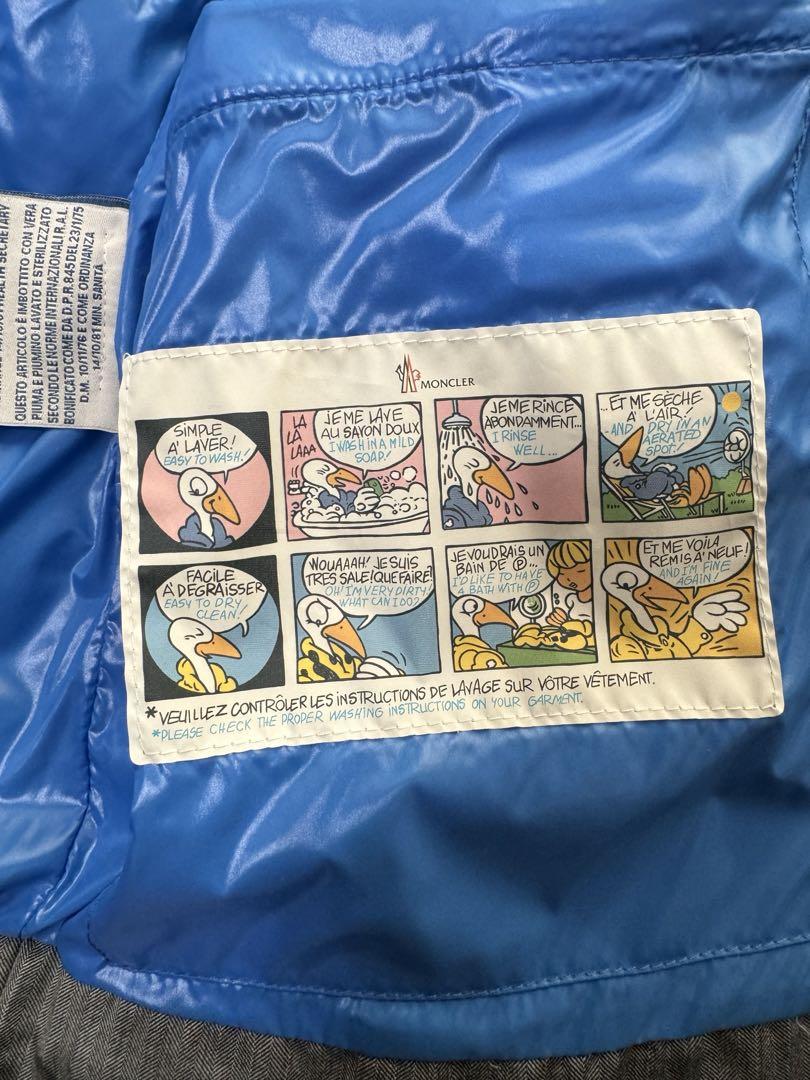 HEALTH SECRETARY
QUESTO ARTICOLO È IMBOTTITO CON VERA
PIUMA E PIUMINO LAVATO E STERILIZZATO
SECONDO LE NORME INTERNAZIONALI R.A.L.
BONIFICATO COME DA D.P.R. 845 DEL 23/1/75
D.M. 10/11/76 E COME ORDINANZA
14/10/81 MIN. SANITÀ
MONCLER
SIMPLE
A' LAVER!
EASY TO WASH!
LA
LA
LAAA
JE ME LAVE
AU SAVON DOUX
I WASH IN A MILD
SOAP!
JE ME RINCE
ABONDAMMENT...
I RINSE
WELL...
...ET ME SÈCHE
A' L'AIR!
-AND DRY IN AN
AERATED
SPOT!
FACILE
A' DEGRAISSER
EASY TO DRY
CLEAN!
WOUAAAH! JE SUIS
TRES SALE! QUE FAIRE?
OH! I'M VERY DIRTY!
WHAT CAN I DO?
JE VOUDRAIS UN
BAIN DE Ⓟ...
I'D LIKE TO HAVE
A BATH WITH Ⓟ
ET ME VOILA
REMIS A' NEUF!
AND I'M FINE
AGAIN!
*VEUILLEZ CONTRÔLER LES INSTRUCTIONS DE LAVAGE SUR VÔTRE VÊTEMENT.
*PLEASE CHECK THE PROPER WASHING INSTRUCTIONS ON YOUR GARMENT.